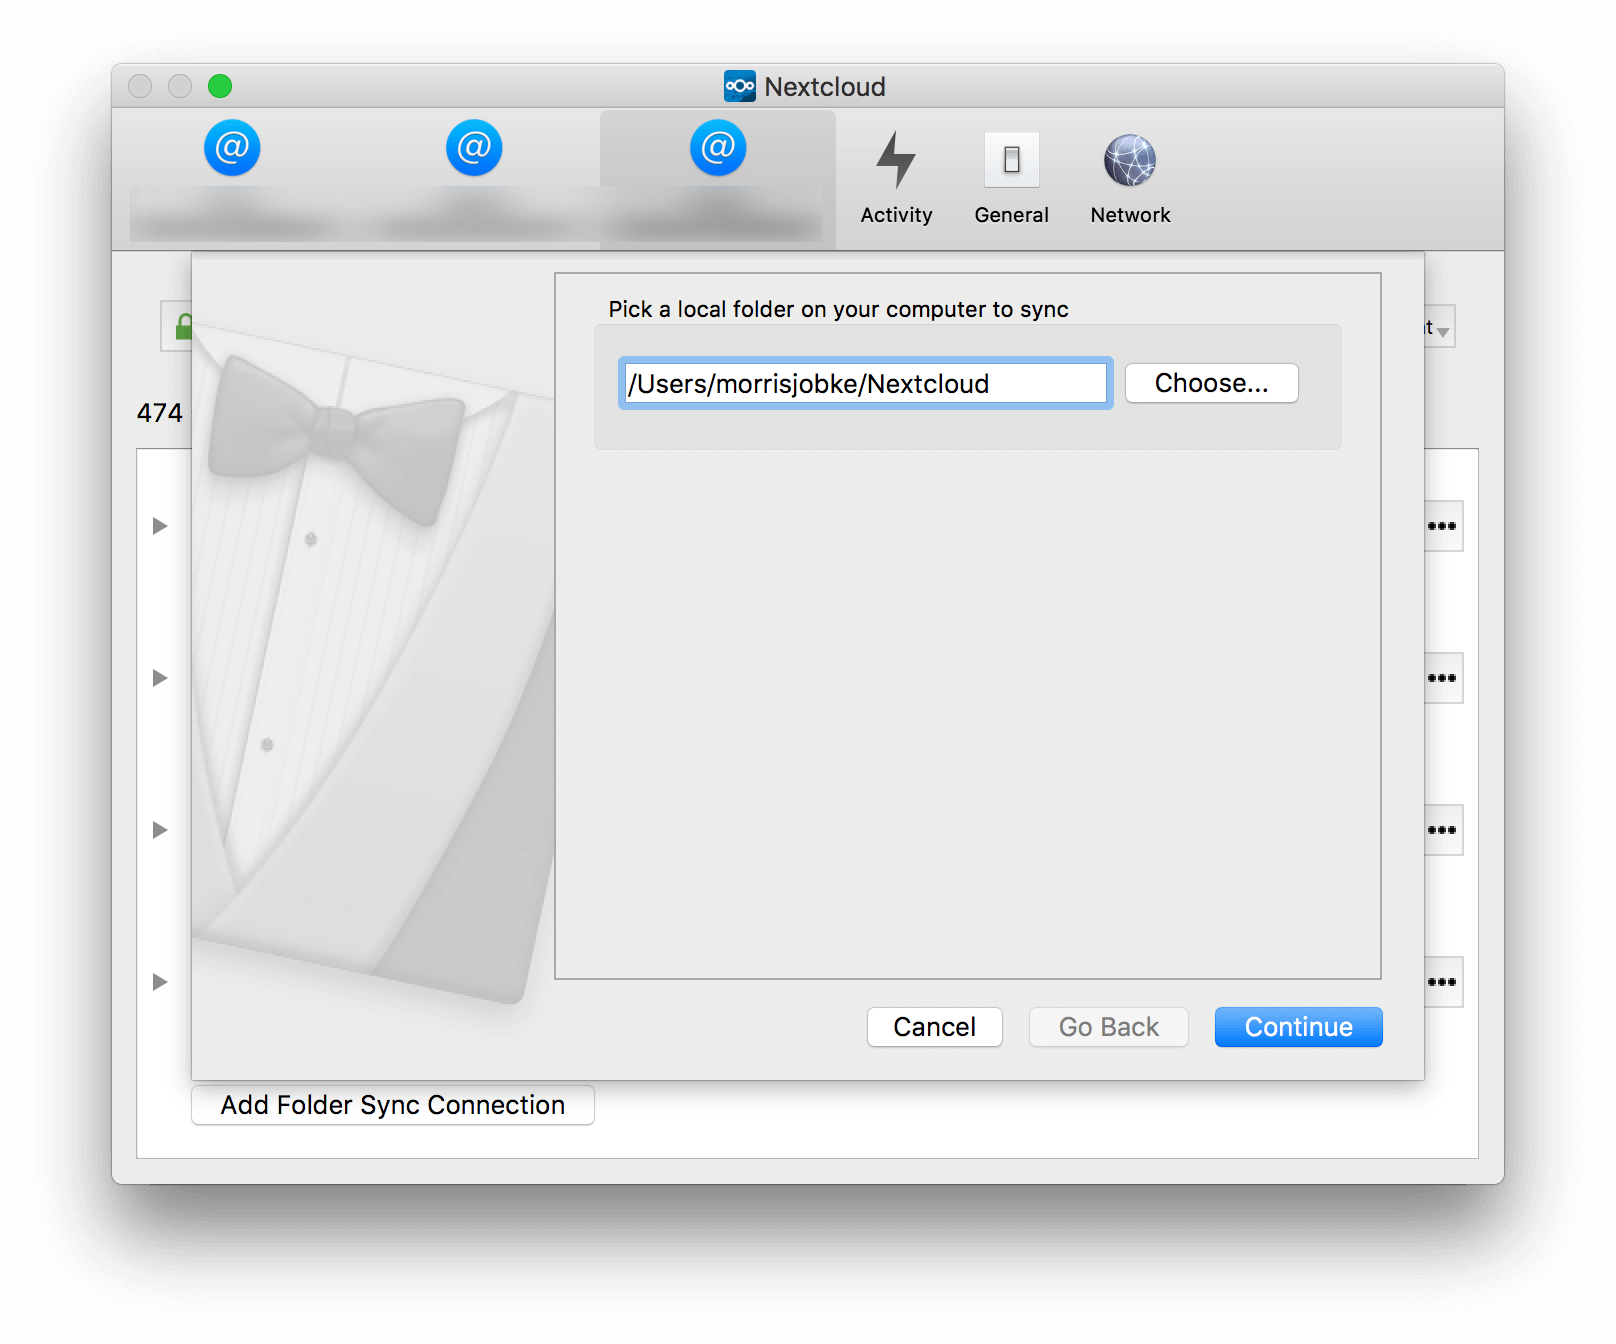 Nextcloud
Activity
General
Network
Pick a local folder on your computer to sync
/Users/morrisjobke/Nextcloud
Choose...
474
Cancel
Go Back
Continue
Add Folder Sync Connection